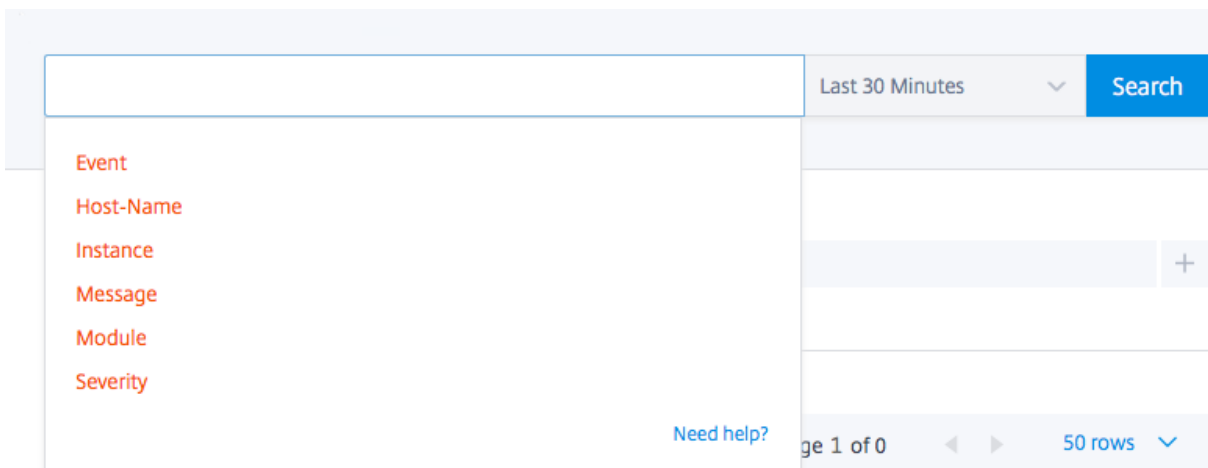 Last 30 Minutes
Search
Event
Host-Name
Instance
Message
Module
Severity
Need help?
ge 1 of 0
50 rows